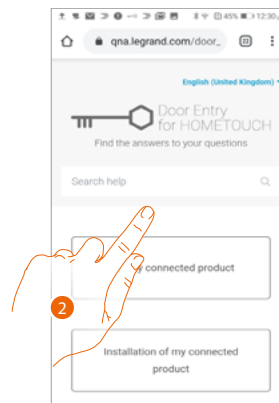 45% 12:30
qna.legrand.com/door_
English (United Kingdom)
Door Entry
for HOMETOUCH
Find the answers to your questions
Search help
y connected product
2
Installation of my connected
product